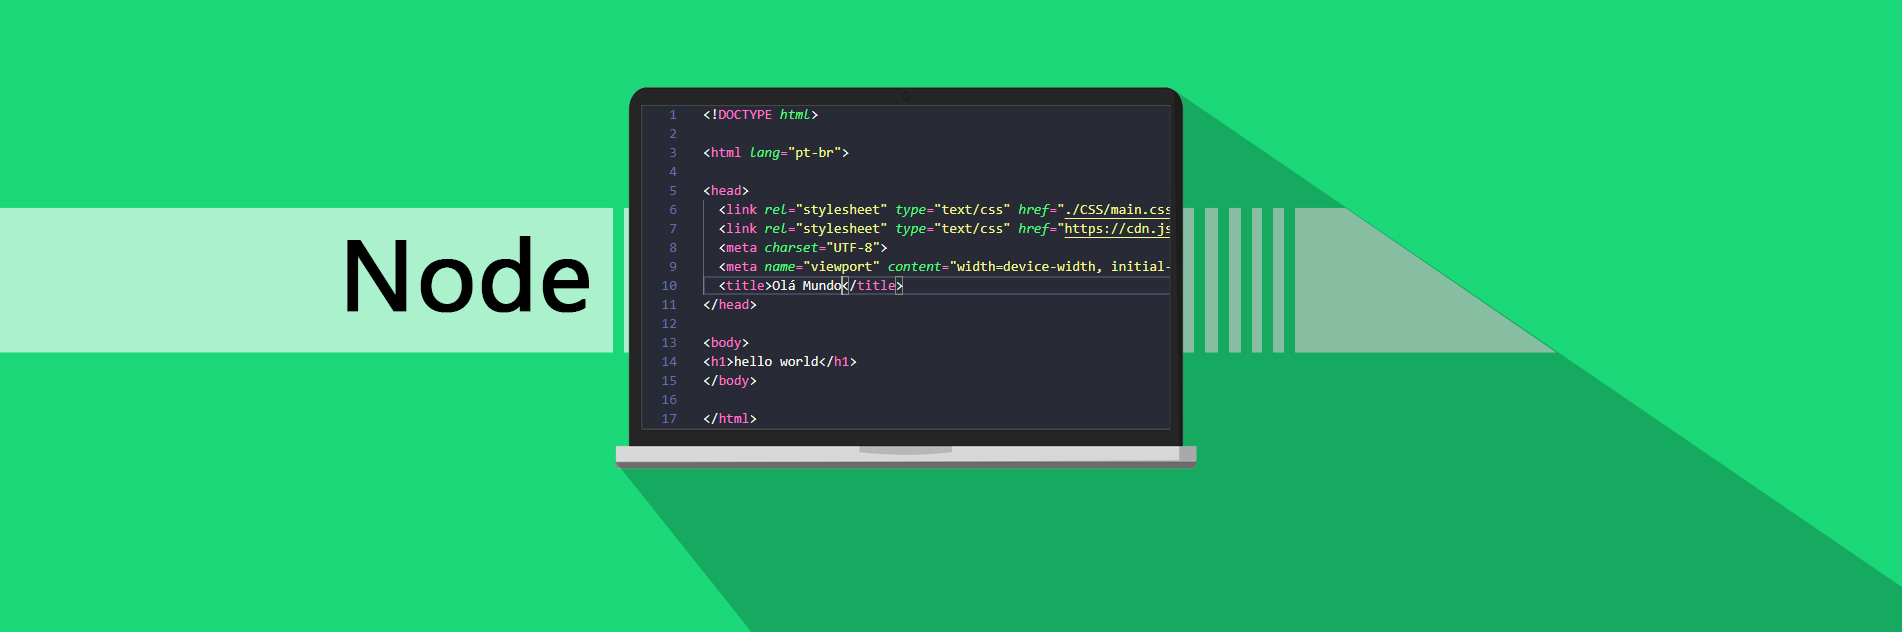 Node
1 <!DOCTYPE html>
2
3 <html lang="pt-br">
4
5 <head>
6 <link rel="stylesheet" type="text/css" href="./CSS/main.css
7 <link rel="stylesheet" type="text/css" href="https://cdn.js
8 <meta charset="UTF-8">
9 <meta name="viewport" content="width=device-width, initial-
10 <title>Olá Mundo</title>
11 </head>
12
13 <body>
14 <h1>hello world</h1>
15 </body>
16
17 </html>